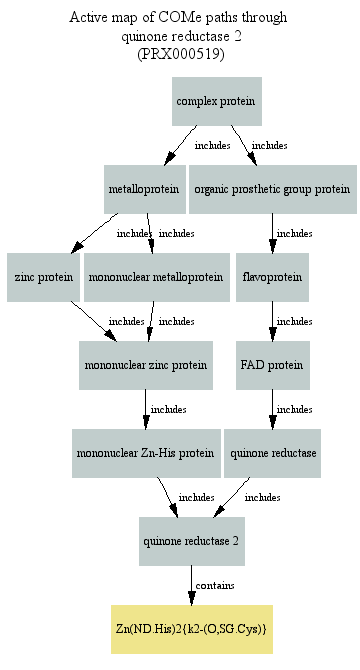 Active map of COMe paths through
quinone reductase 2
(PRX000519)
complex protein
includes includes
metalloprotein organic prosthetic group protein
includes includes includes
zinc protein mononuclear metalloprotein flavoprotein
includes includes includes
mononuclear zinc protein FAD protein
includes includes
mononuclear Zn-His protein quinone reductase
includes includes
quinone reductase 2
contains
Zn(ND.His)2{k2-(O,SG.Cys)}